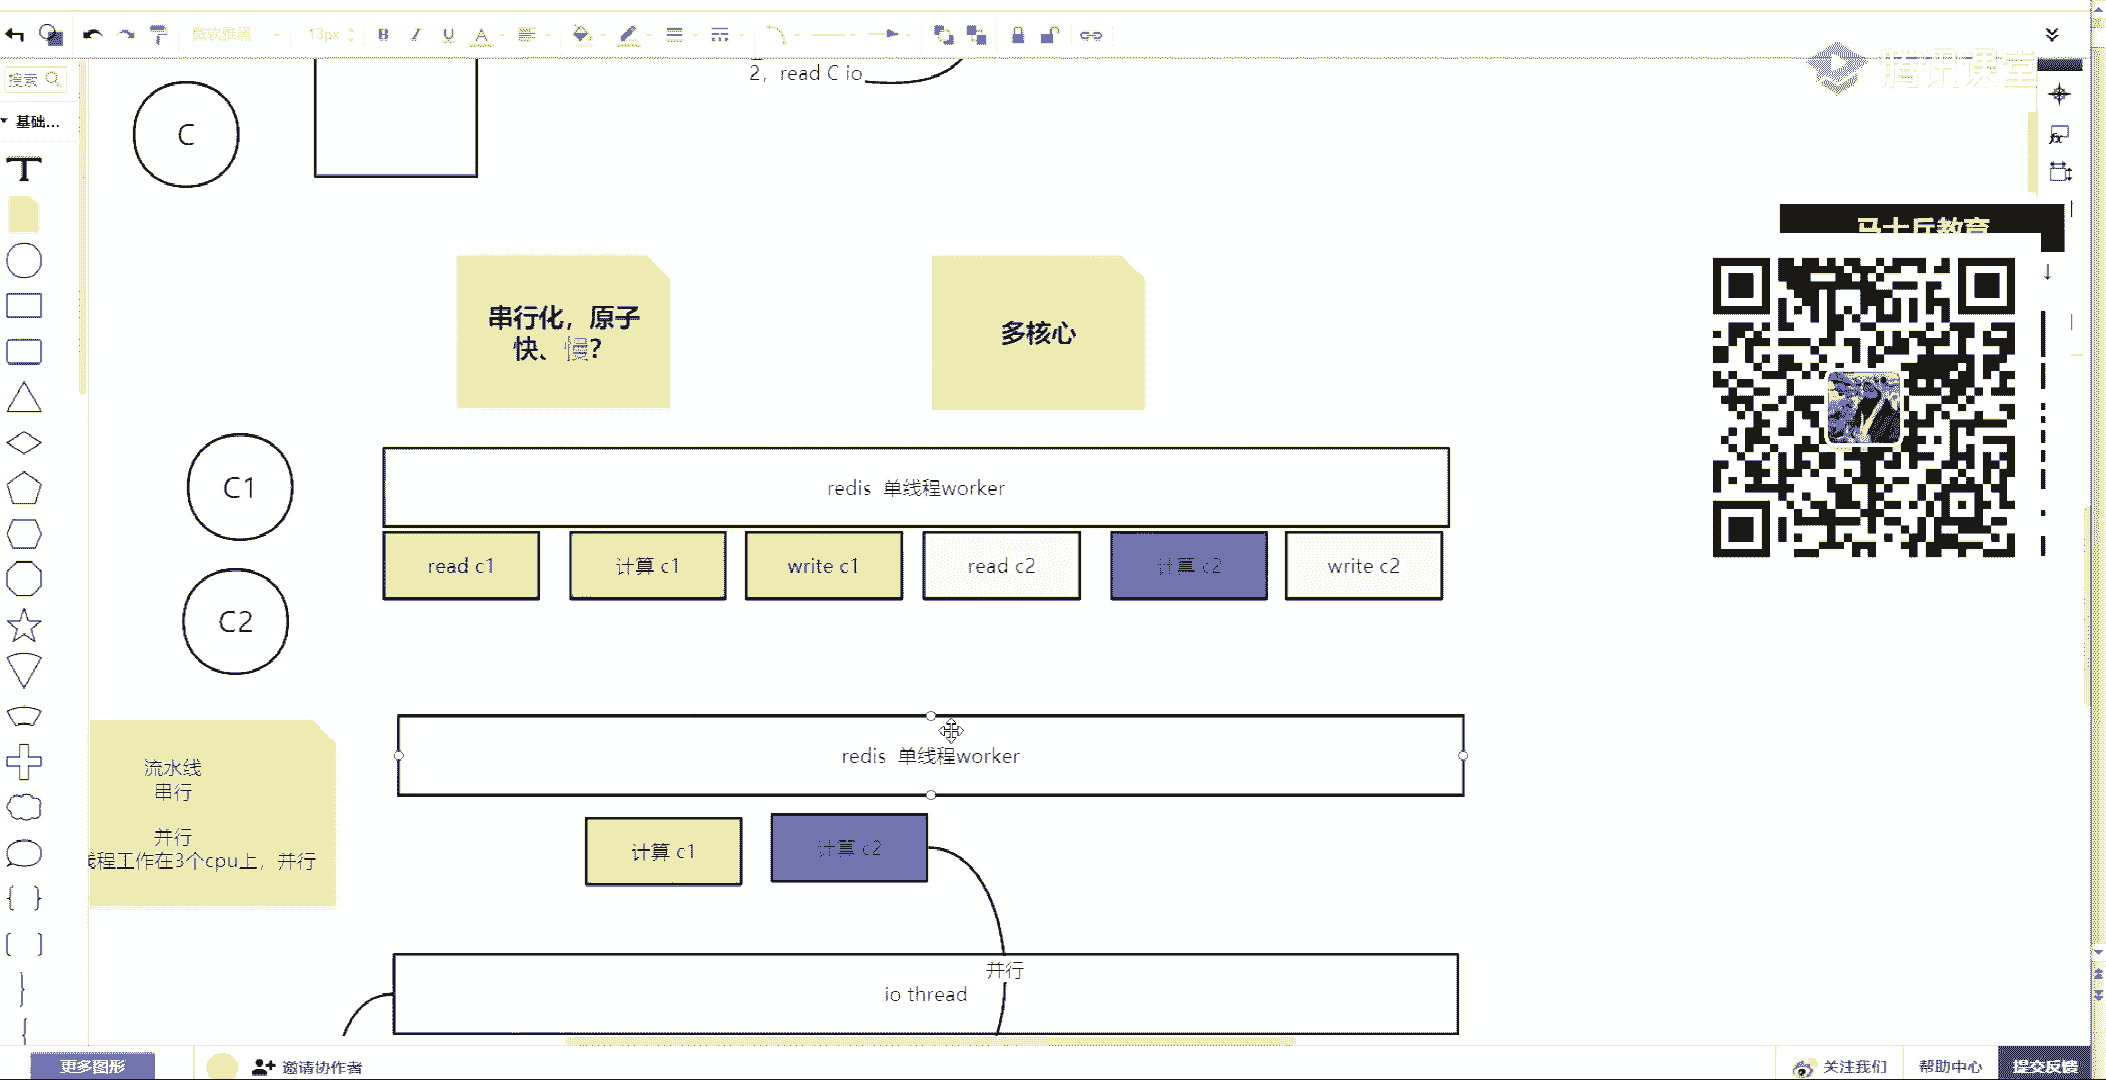 微软雅黑
13px
B
I
U
A
搜索
基础...
T
fx
2，read C io
C
腾讯课堂
马士兵教育
串行化，原子
快、慢?
多核心
C1
redis 单线程worker
read c1
计算 c1
write c1
read c2
计算 c2
write c2
C2
redis 单线程worker
流水线
串行
并行
线程工作在3个cpu上，并行
计算 c1
计算 c2
并行
io thread
更多图形
邀请协作者
关注我们
帮助中心
提交反馈